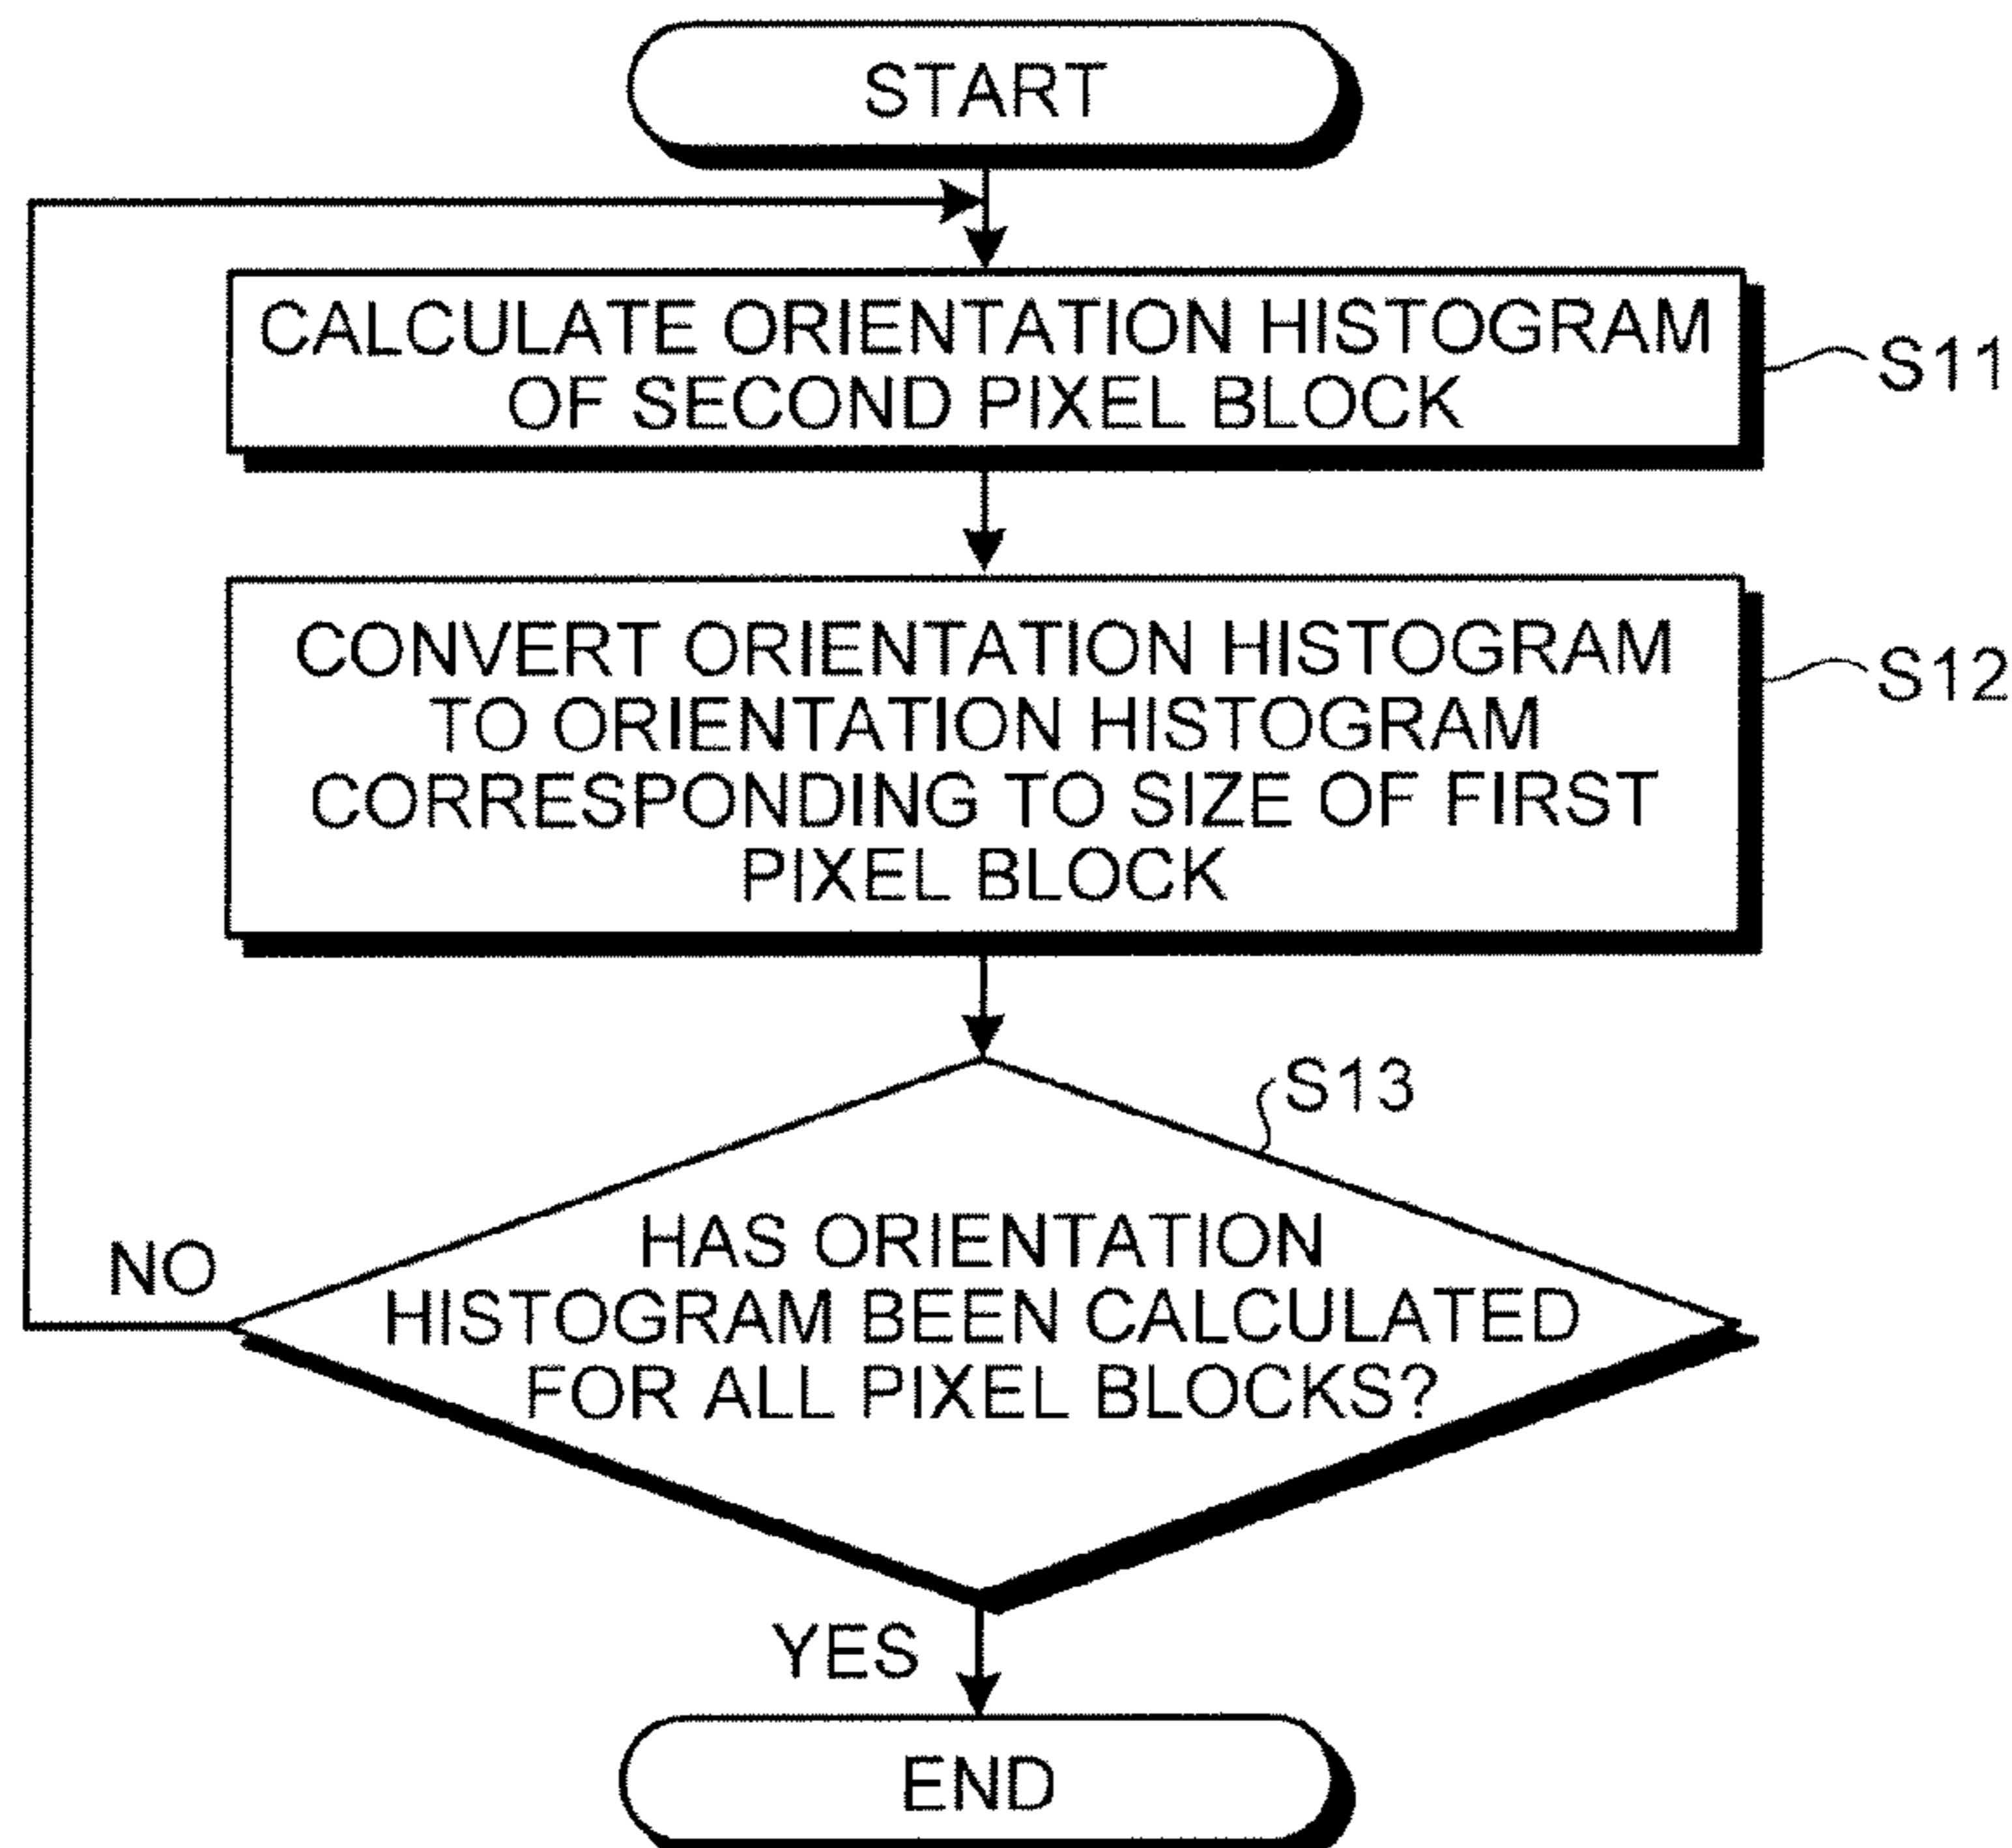 START
CALCULATE ORIENTATION HISTOGRAM
OF SECOND PIXEL BLOCK
S11
CONVERT ORIENTATION HISTOGRAM
TO ORIENTATION HISTOGRAM
CORRESPONDING TO SIZE OF FIRST
PIXEL BLOCK
S12
S13
HAS ORIENTATION
HISTOGRAM BEEN CALCULATED
FOR ALL PIXEL BLOCKS?
NO
YES
END